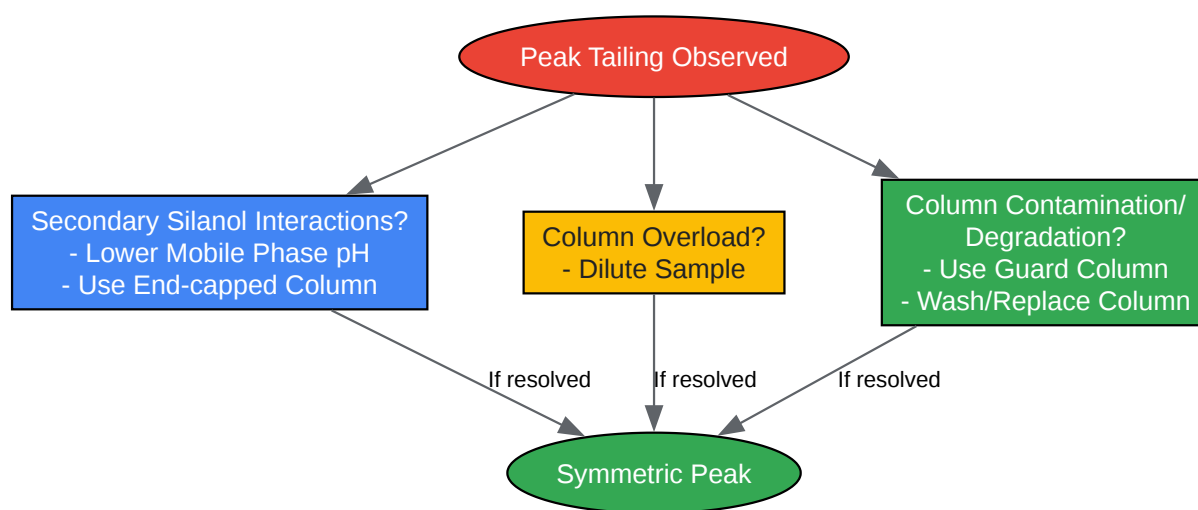 Peak Tailing Observed
Secondary Silanol Interactions?
- Lower Mobile Phase pH
- Use End-capped Column
Column Overload?
- Dilute Sample
Column Contamination/
Degradation?
- Use Guard Column
- Wash/Replace Column
If resolved
If resolved
If resolved
Symmetric Peak